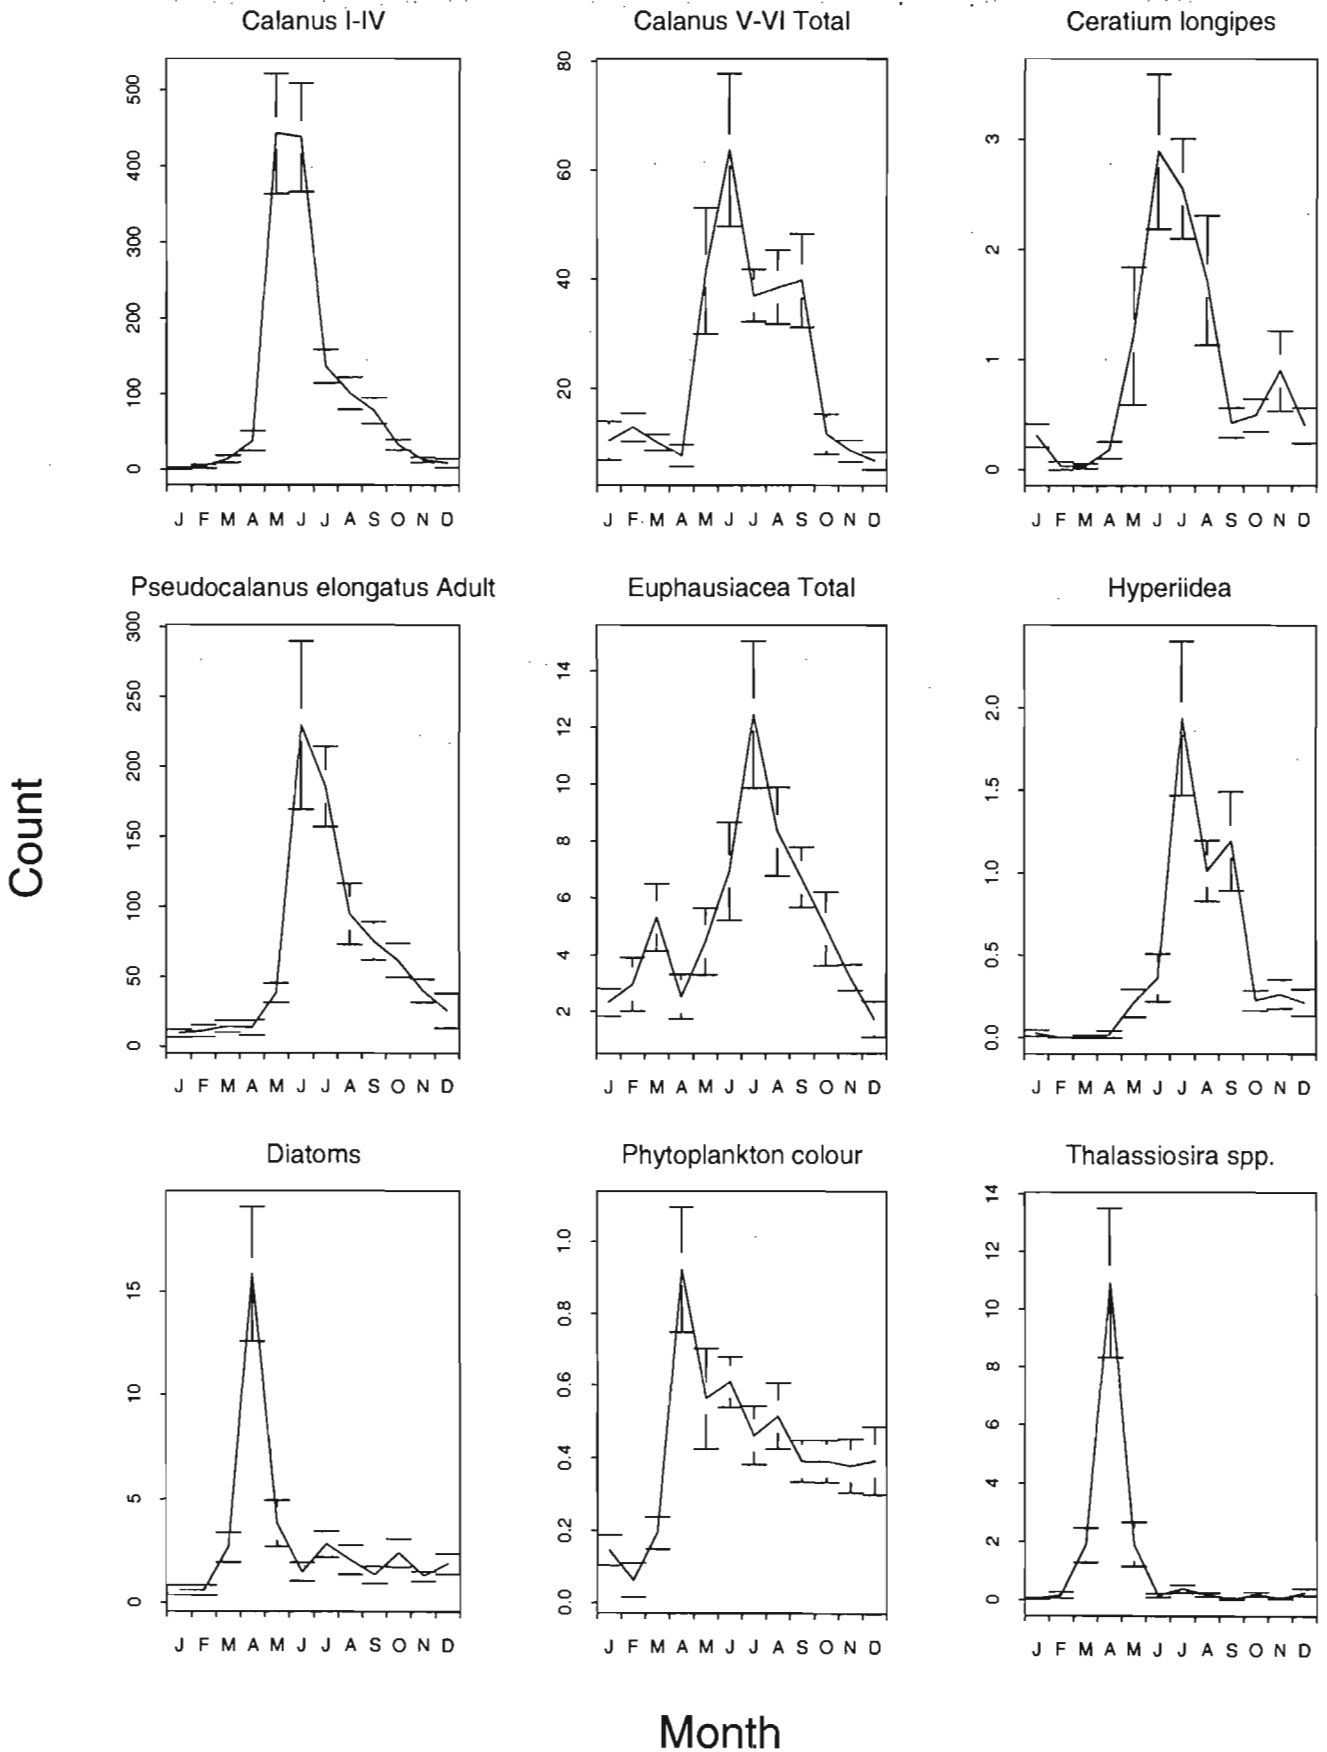 Calanus I-IV
Calanus V-VI Total
Ceratium longipes
500
400
300
200
100
0
J F M A M J J A S O N D
80
60
40
20
J F M A M J J A S O N D
3
2
1
0
J F M A M J J A S O N D
Pseudocalanus elongatus Adult
Euphausiacea Total
Hyperiidea
300
250
200
150
100
50
0
J F M A M J J A S O N D
14
12
10
8
6
4
2
J F M A M J J A S O N D
2.0
1.5
1.0
0.5
0.0
J F M A M J J A S O N D
Count
Diatoms
Phytoplankton colour
Thalassiosira spp.
15
10
5
0
J F M A M J J A S O N D
1.0
0.8
0.6
0.4
0.2
0.0
J F M A M J J A S O N D
14
12
10
8
6
4
2
0
J F M A M J J A S O N D
Month